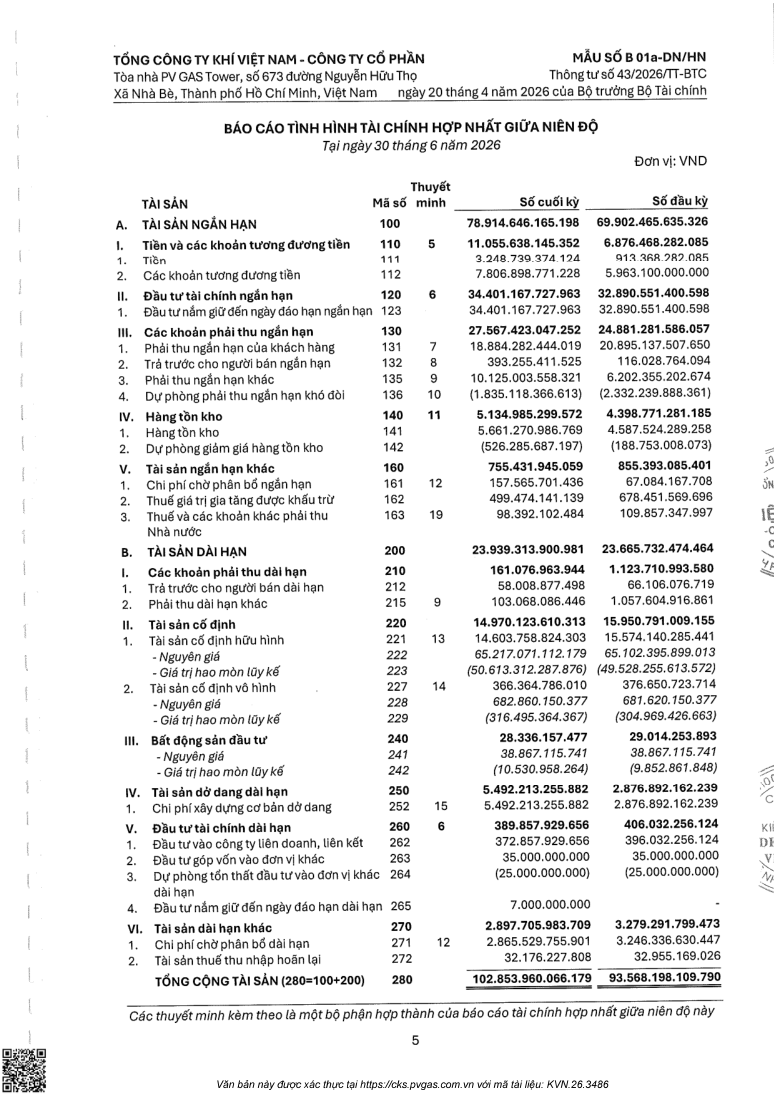 TỔNG CÔNG TY KHÍ VIỆT NAM - CÔNG TY CỔ PHẦN MẪU SỐ B 01a-DN/HN
Tòa nhà PV GAS Tower, số 673 đường Nguyễn Hữu Thọ Thông tư số 43/2026/TT-BTC
Xã Nhà Bè, Thành phố Hồ Chí Minh, Việt Nam ngày 20 tháng 4 năm 2026 của Bộ trưởng Bộ Tài chính
BÁO CÁO TÌNH HÌNH TÀI CHÍNH HỢP NHẤT GIỮA NIÊN ĐỘ
Tại ngày 30 tháng 6 năm 2026
Đơn vị: VND
TÀI SẢN Mã số Thuyết minh Số cuối kỳ Số đầu kỳ
A. TÀI SẢN NGẮN HẠN 100 78.914.646.165.198 69.902.465.635.326
I. Tiền và các khoản tương đương tiền 110 5 11.055.638.145.352 6.876.468.282.085
1. Tiền 111 3.248.739.374.124 913.368.282.085
2. Các khoản tương đương tiền 112 7.806.898.771.228 5.963.100.000.000
II. Đầu tư tài chính ngắn hạn 120 6 34.401.167.727.963 32.890.551.400.598
1. Đầu tư nắm giữ đến ngày đáo hạn ngắn hạn 123 34.401.167.727.963 32.890.551.400.598
III. Các khoản phải thu ngắn hạn 130 27.567.423.047.252 24.881.281.586.057
1. Phải thu ngắn hạn của khách hàng 131 7 18.884.282.444.019 20.895.137.507.650
2. Trả trước cho người bán ngắn hạn 132 8 393.255.411.525 116.028.764.094
3. Phải thu ngắn hạn khác 135 9 10.125.003.558.321 6.202.355.202.674
4. Dự phòng phải thu ngắn hạn khó đòi 136 10 (1.835.118.366.613) (2.332.239.888.361)
IV. Hàng tồn kho 140 11 5.134.985.299.572 4.398.771.281.185
1. Hàng tồn kho 141 5.661.270.986.769 4.587.524.289.258
2. Dự phòng giảm giá hàng tồn kho 142 (526.285.687.197) (188.753.008.073)
V. Tài sản ngắn hạn khác 160 755.431.945.059 855.393.085.401
1. Chi phí chờ phân bổ ngắn hạn 161 12 157.565.701.436 67.084.167.708
2. Thuế giá trị gia tăng được khấu trừ 162 499.474.141.139 678.451.569.696
3. Thuế và các khoản khác phải thu 163 19 98.392.102.484 109.857.347.997
Nhà nước
B. TÀI SẢN DÀI HẠN 200 23.939.313.900.981 23.665.732.474.464
I. Các khoản phải thu dài hạn 210 161.076.963.944 1.123.710.993.580
1. Trả trước cho người bán dài hạn 212 58.008.877.498 66.106.076.719
2. Phải thu dài hạn khác 215 9 103.068.086.446 1.057.604.916.861
II. Tài sản cố định 220 14.970.123.610.313 15.950.791.009.155
1. Tài sản cố định hữu hình 221 13 14.603.758.824.303 15.574.140.285.441
- Nguyên giá 222 65.217.071.112.179 65.102.395.899.013
- Giá trị hao mòn lũy kế 223 (50.613.312.287.876) (49.528.255.613.572)
2. Tài sản cố định vô hình 227 14 366.364.786.010 376.650.723.714
- Nguyên giá 228 682.860.150.377 681.620.150.377
- Giá trị hao mòn lũy kế 229 (316.495.364.367) (304.969.426.663)
III. Bất động sản đầu tư 240 28.336.157.477 29.014.253.893
- Nguyên giá 241 38.867.115.741 38.867.115.741
- Giá trị hao mòn lũy kế 242 (10.530.958.264) (9.852.861.848)
IV. Tài sản dở dang dài hạn 250 5.492.213.255.882 2.876.892.162.239
1. Chi phí xây dựng cơ bản dở dang 252 15 5.492.213.255.882 2.876.892.162.239
V. Đầu tư tài chính dài hạn 260 6 389.857.929.656 406.032.256.124
1. Đầu tư vào công ty liên doanh, liên kết 262 372.857.929.656 396.032.256.124
2. Đầu tư góp vốn vào đơn vị khác 263 35.000.000.000 35.000.000.000
3. Dự phòng tổn thất đầu tư vào đơn vị khác 264 (25.000.000.000) (25.000.000.000)
dài hạn
4. Đầu tư nắm giữ đến ngày đáo hạn dài hạn 265 7.000.000.000 -
VI. Tài sản dài hạn khác 270 2.897.705.983.709 3.279.291.799.473
1. Chi phí chờ phân bổ dài hạn 271 12 2.865.529.755.901 3.246.336.630.447
2. Tài sản thuế thu nhập hoãn lại 272 32.176.227.808 32.955.169.026
TỔNG CỘNG TÀI SẢN (280=100+200) 280 102.853.960.066.179 93.568.198.109.790
Các thuyết minh kèm theo là một bộ phận hợp thành của báo cáo tài chính hợp nhất giữa niên độ này
5
Văn bản này được xác thực tại https://cks.pvgas.com.vn với mã tài liệu: KVN.26.3486